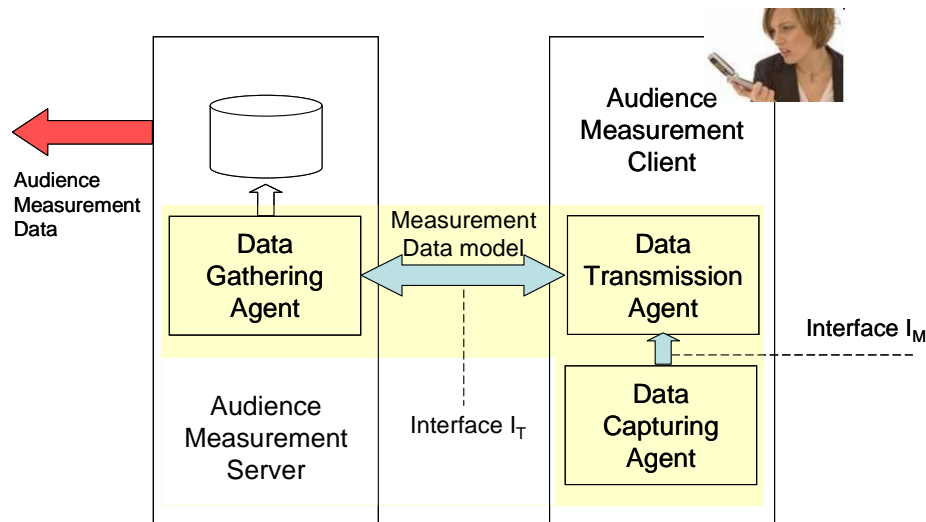 Audience
Measurement
Data
Data
Gathering
Agent
Audience
Measurement
Server
Measurement
Data model
Interface I_T
Audience
Measurement
Client
Data
Transmission
Agent
Data
Capturing
Agent
Interface I_M